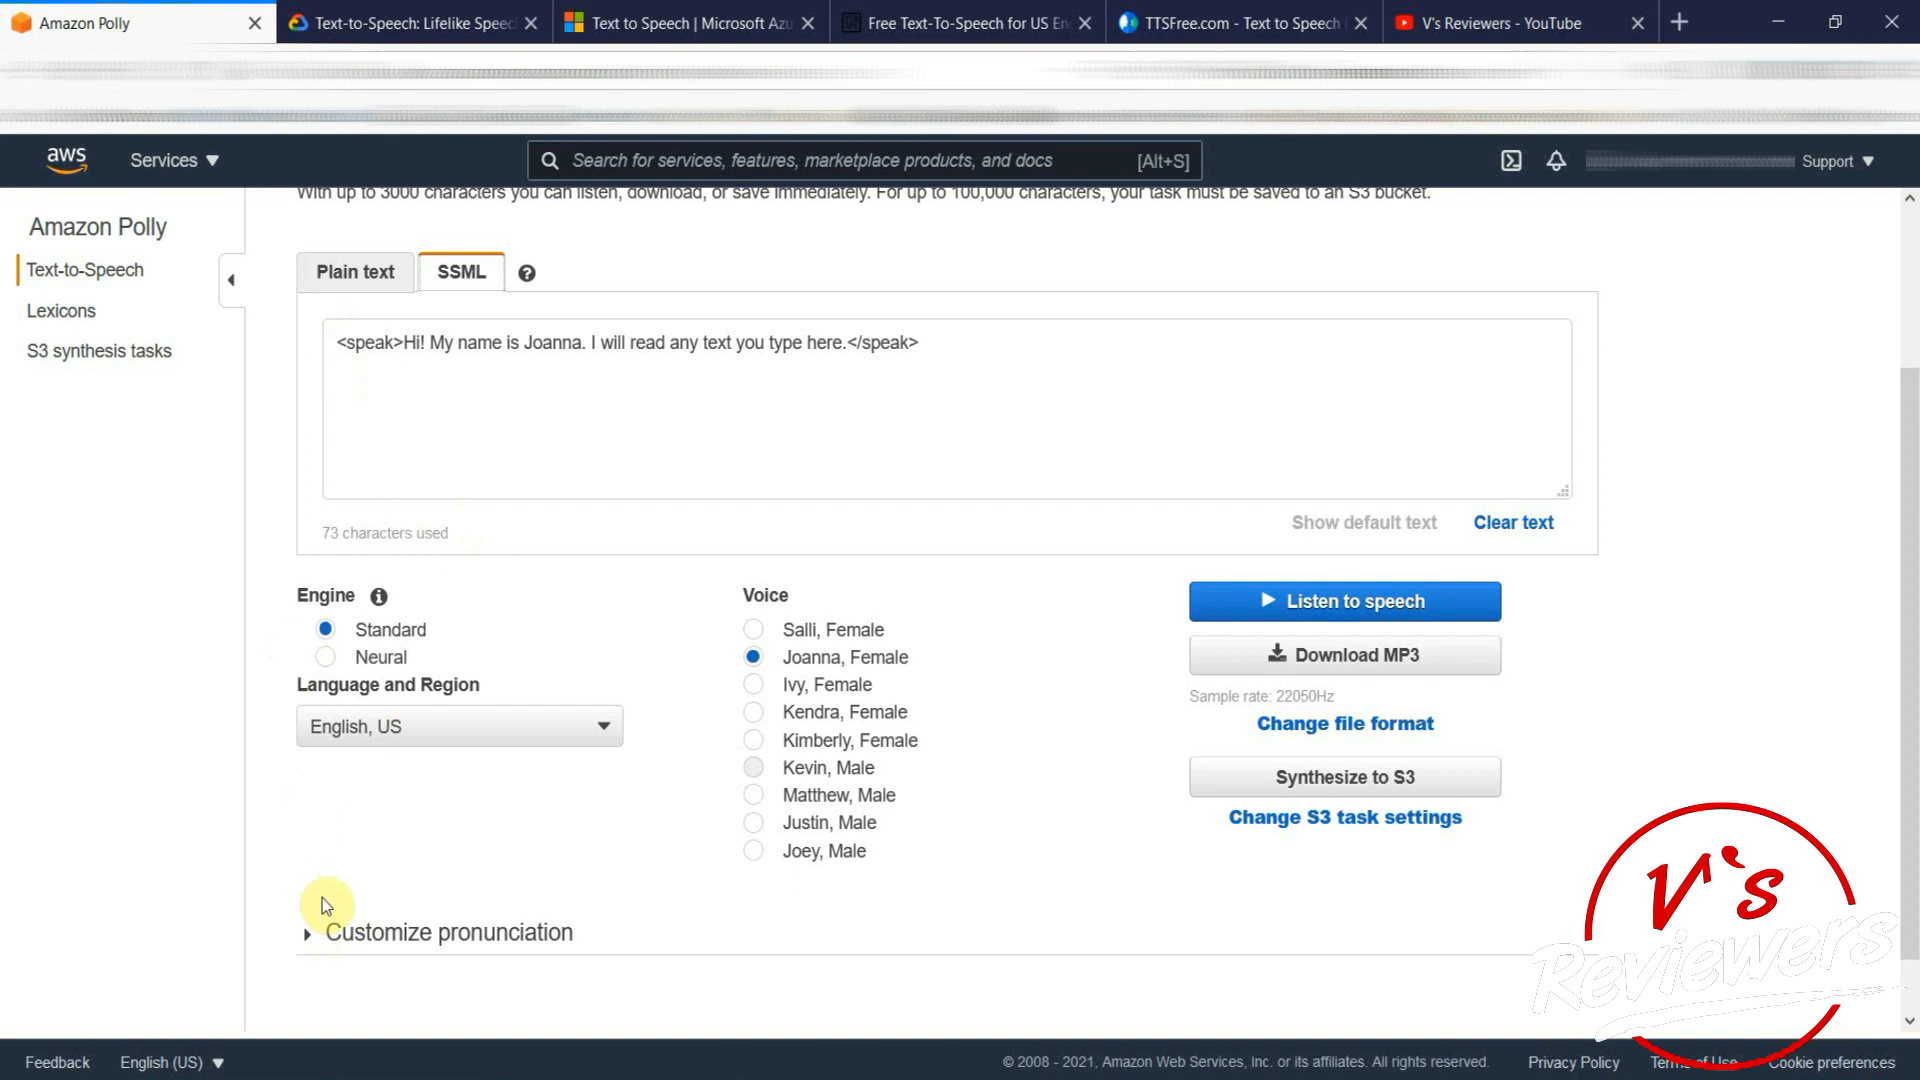 Amazon Polly
Text-to-Speech: Lifelike Speec
Text to Speech | Microsoft Azu
Free Text-To-Speech for US En
TTSFree.com - Text to Speech
V's Reviewers - YouTube
aws
Services
Search for services, features, marketplace products, and docs
[Alt+S]
Support
With up to 3000 characters you can listen, download, or save immediately. For up to 100,000 characters, your task must be saved to an S3 bucket.
Amazon Polly
Text-to-Speech
Lexicons
S3 synthesis tasks
Plain text
SSML
<speak>Hi! My name is Joanna. I will read any text you type here.</speak>
73 characters used
Show default text
Clear text
Engine
Standard
Neural
Language and Region
English, US
Voice
Salli, Female
Joanna, Female
Ivy, Female
Kendra, Female
Kimberly, Female
Kevin, Male
Matthew, Male
Justin, Male
Joey, Male
Listen to speech
Download MP3
Sample rate: 22050Hz
Change file format
Synthesize to S3
Change S3 task settings
Customize pronunciation
V's
Reviewers
Feedback
English (US)
© 2008 - 2021, Amazon Web Services, Inc. or its affiliates. All rights reserved.
Privacy Policy
Terms of Use
Cookie preferences